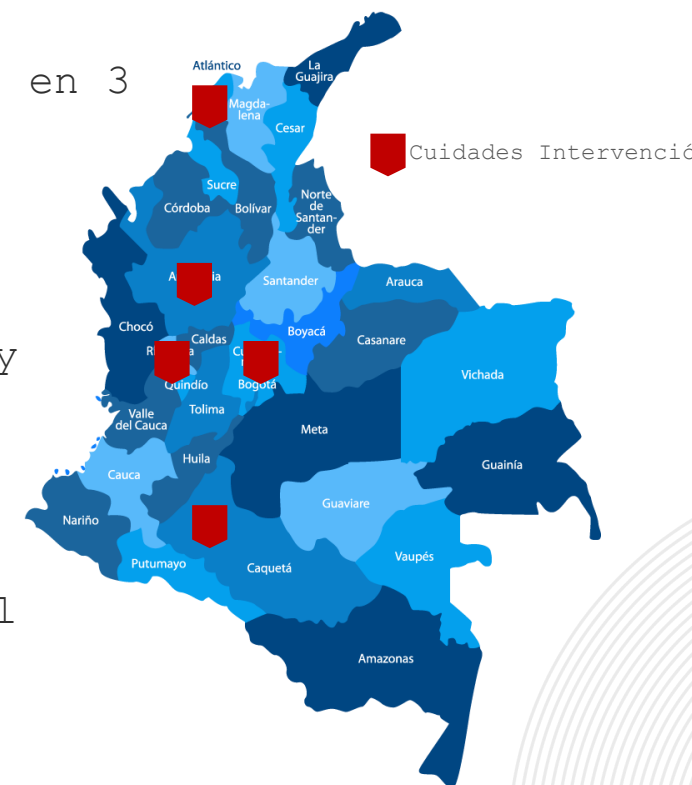 en 3
y
l
Cuidades Intervenció
Atlántico
La
Guajira
Magda-
lena
Cesar
Sucre
Norte
de
Santan-
der
Córdoba
Bolívar
Santander
Arauca
Chocó
Caldas
Boyacá
Casanare
Vichada
Quindío
Bogotá
Tolima
Valle
del Cauca
Meta
Guainía
Huila
Cauca
Guaviare
Nariño
Vaupés
Putumayo
Caquetá
Amazonas